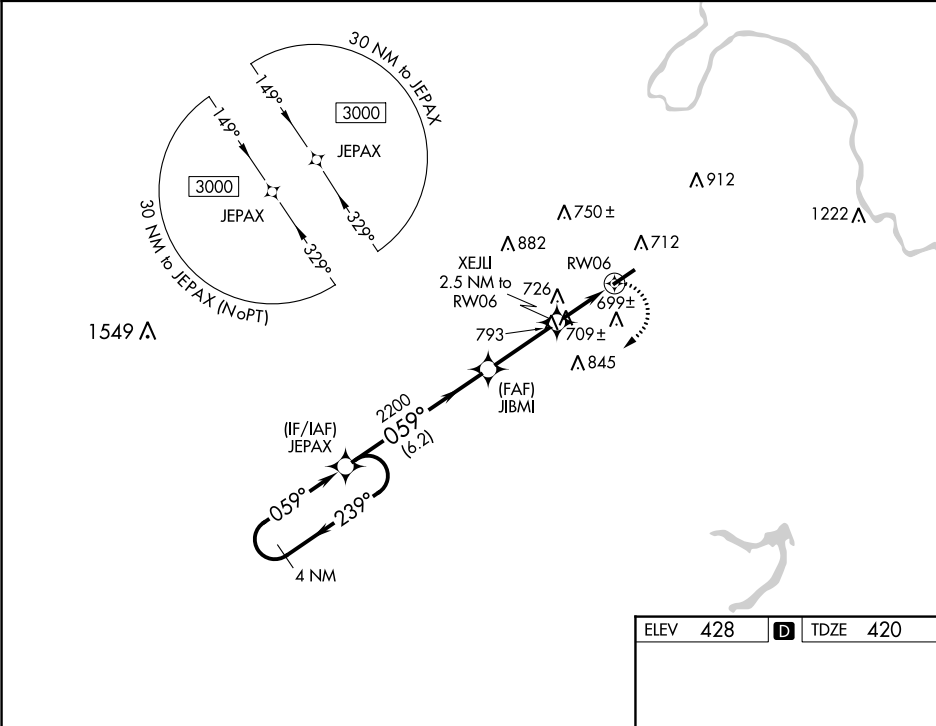 30 NM to JEPAX
149°
3000
JEPAX
329°
149°
3000
JEPAX
329°
30 NM to JEPAX (NoPT)
912
750 ±
1222
882
712
XEJLI
2.5 NM to
RW06
RW06
726
699±
1549
793
709 ±
845
(FAF)
JIBMI
2200
059°
(6.2)
(IF/IAF)
JEPAX
059°
239°
4 NM
ELEV 428 D TDZE 420